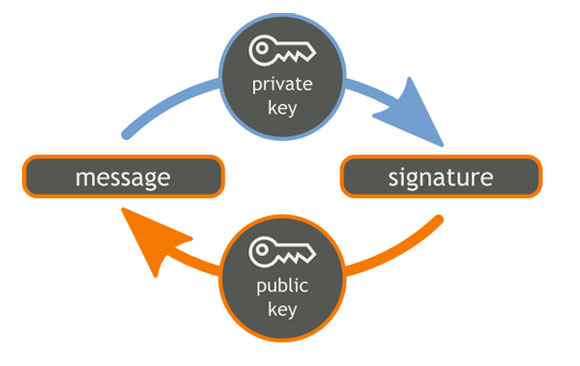 private
key
message
signature
public
key